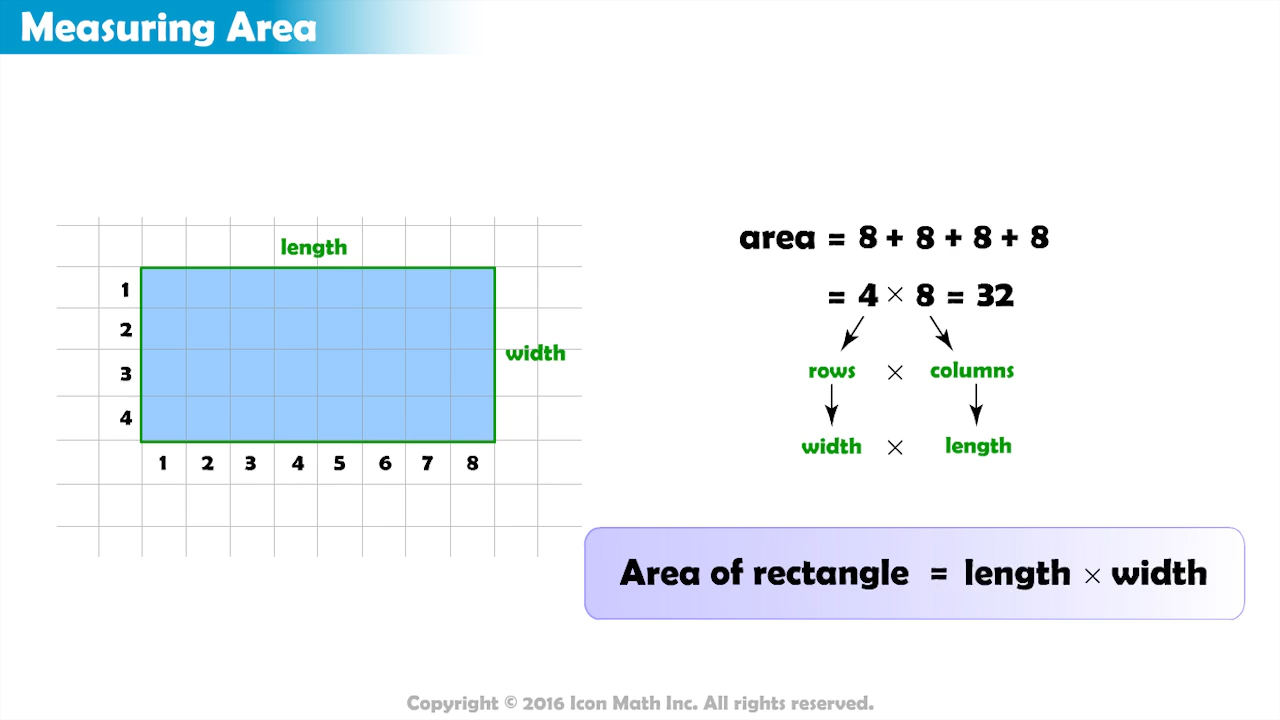 Measuring Area
length
1
2
3
4
width
1 2 3 4 5 6 7 8
area = 8 + 8 + 8 + 8
= 4 × 8 = 32
rows × columns
width × length
Area of rectangle = length × width
Copyright © 2016 Icon Math Inc. All rights reserved.